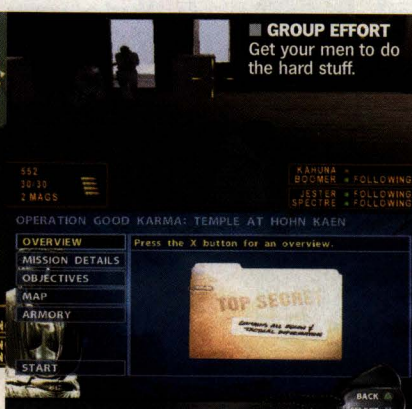 GROUP EFFORT
Get your men to do
the hard stuff.
552
30:30
2 MAGS
KAHUNA
BOOMER FOLLOWING
JESTER FOLLOWING
SPECTRE FOLLOWING
OPERATION GOOD KARMA: TEMPLE AT HOHN KAEN
OVERVIEW
Press the X button for an overview.
MISSION DETAILS
OBJECTIVES
MAP
ARMORY
START
TOP SECRET
BACK